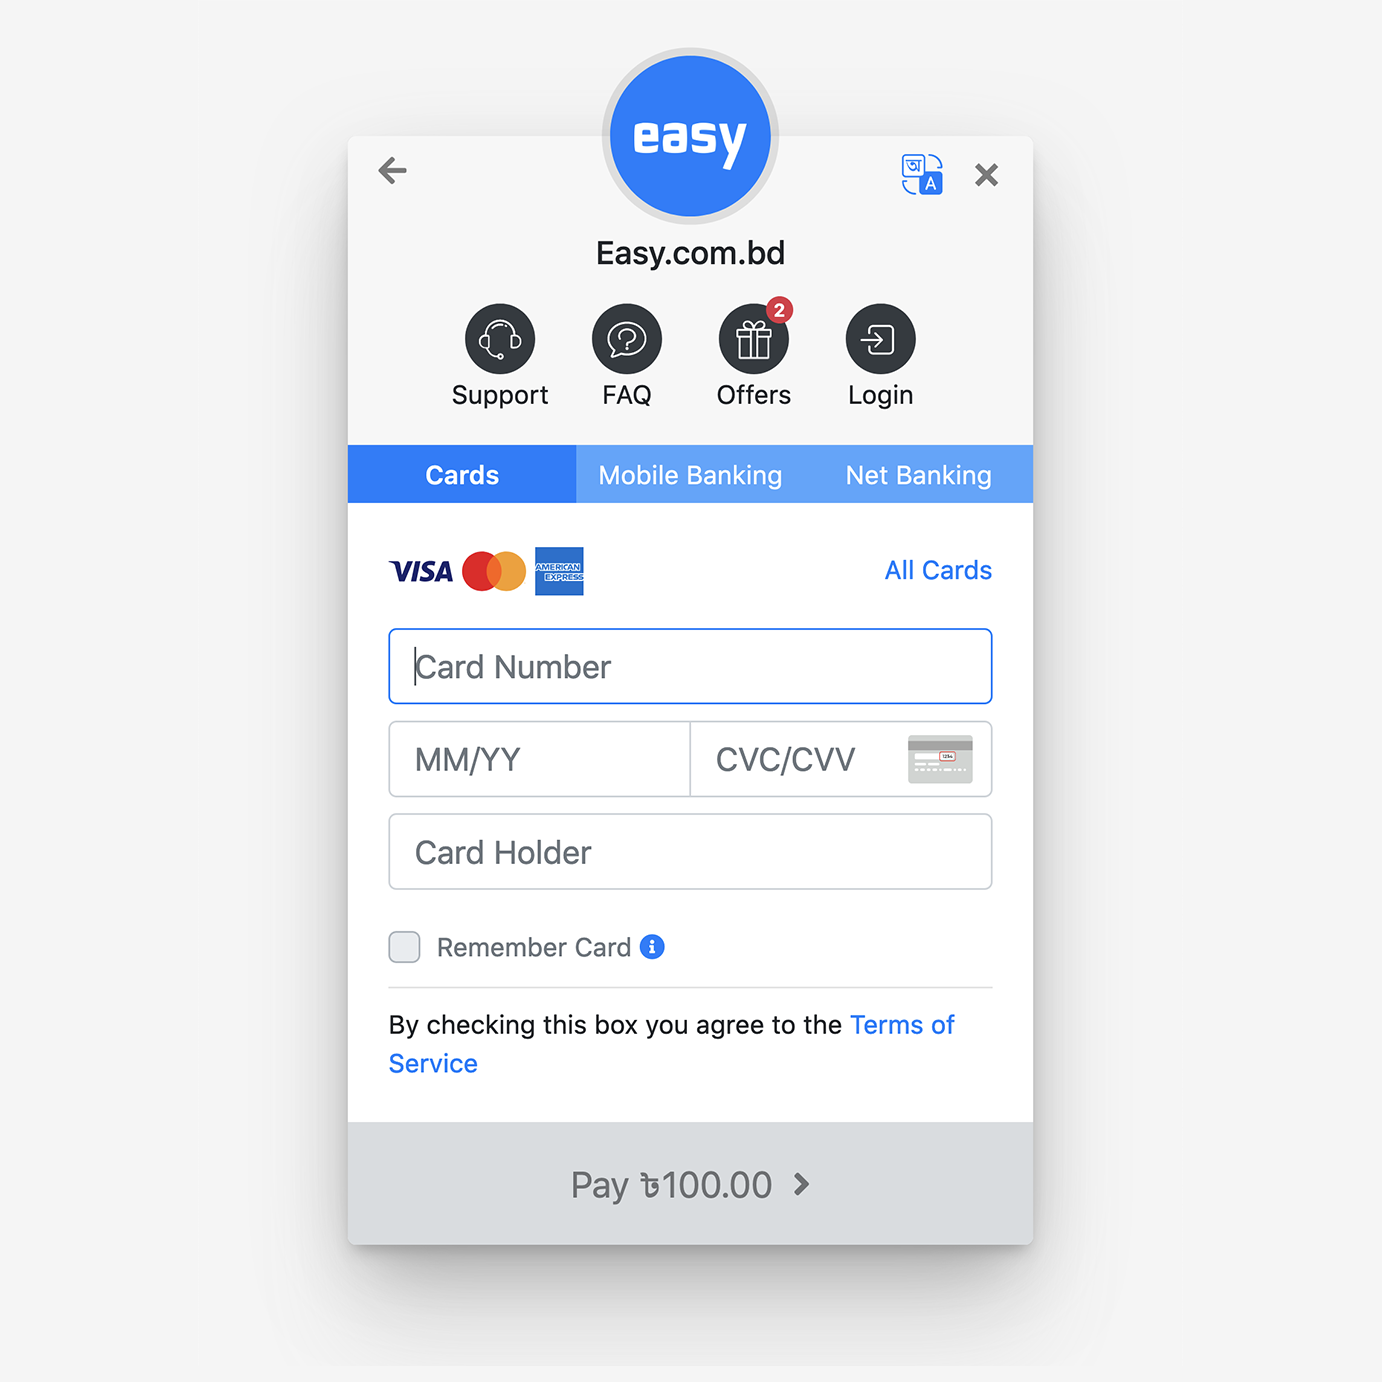 easy
অ
A
Easy.com.bd
2
Support FAQ Offers Login
Cards Mobile Banking Net Banking
VISA AMERICAN EXPRESS All Cards
Card Number
MM/YY CVC/CVV 1234
Card Holder
Remember Card
By checking this box you agree to the Terms of
Service
Pay ৳100.00